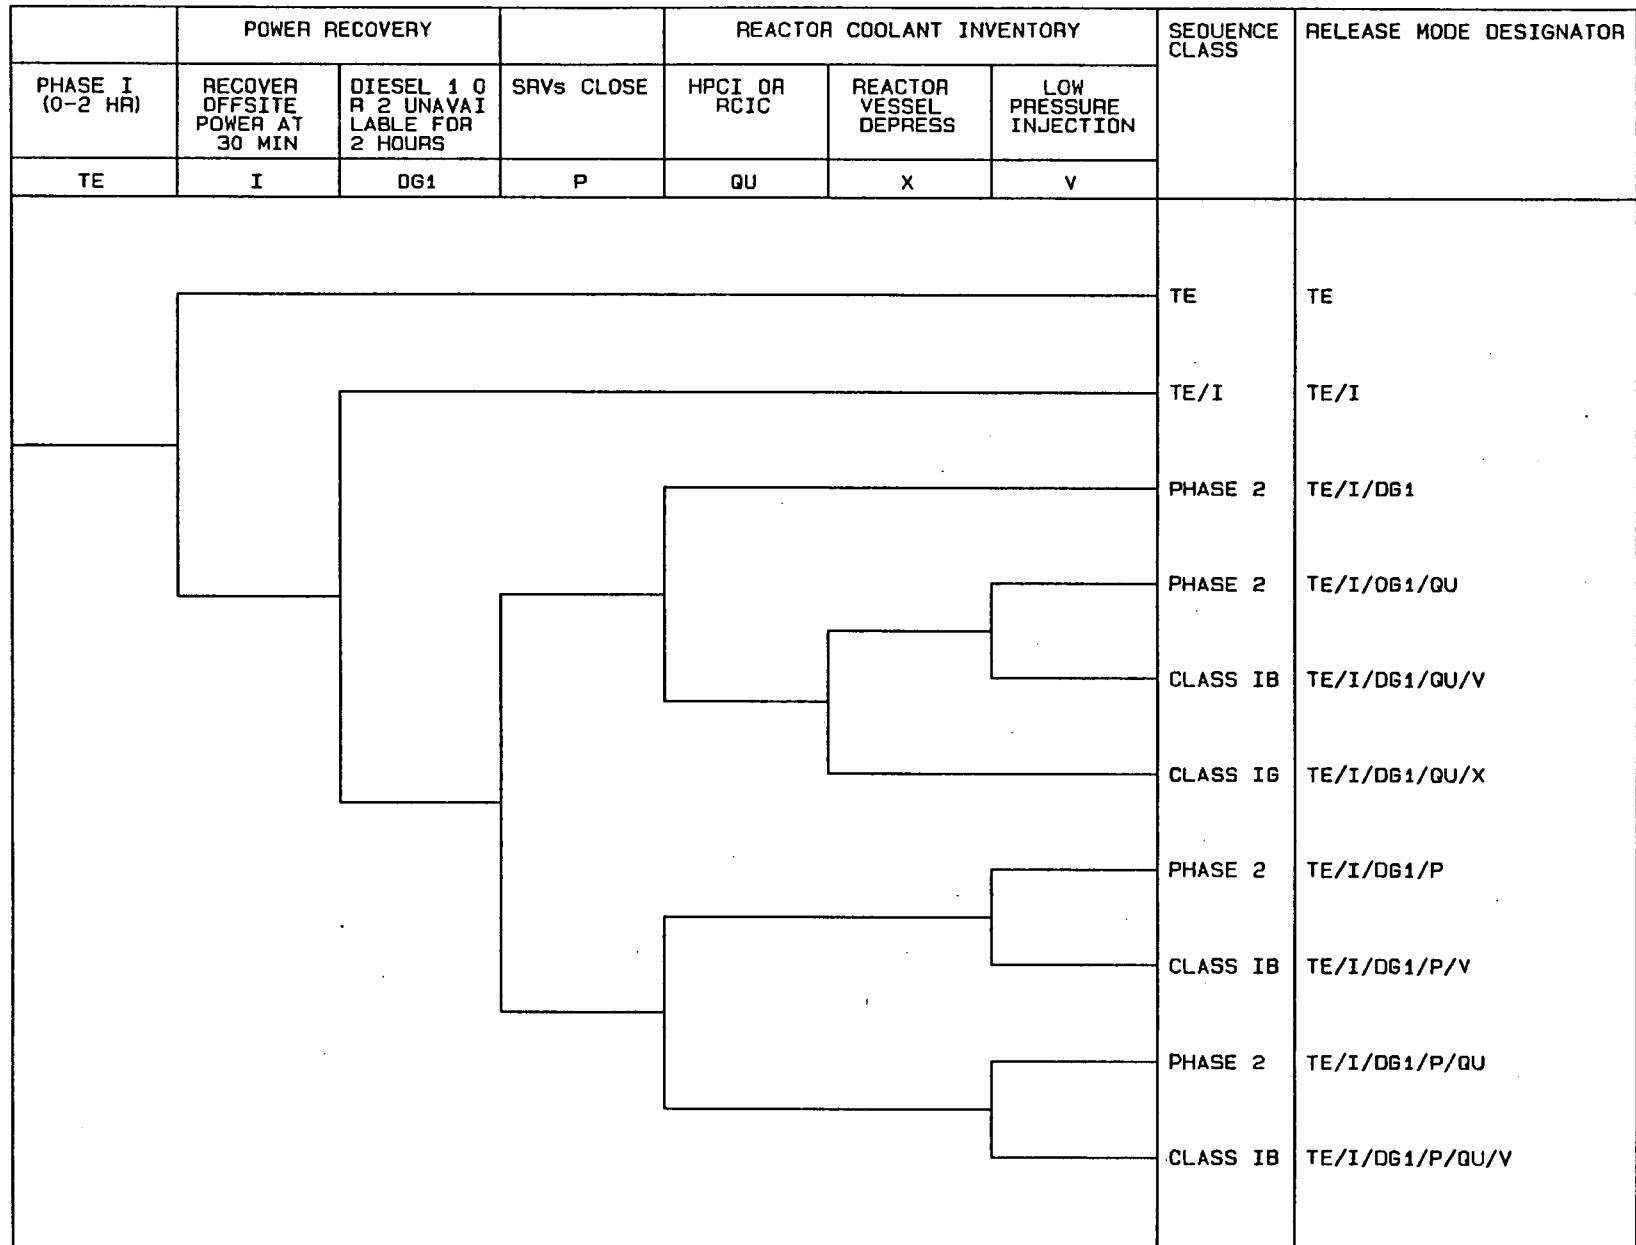 POWER RECOVERY
REACTOR COOLANT INVENTORY
SEQUENCE
CLASS
RELEASE MODE DESIGNATOR
PHASE I
(0-2 HR)
RECOVER
OFFSITE
POWER AT
30 MIN
DIESEL 1 O
R 2 UNAVAI
LABLE FOR
2 HOURS
SRVs CLOSE
HPCI OR
RCIC
REACTOR
VESSEL
DEPRESS
LOW
PRESSURE
INJECTION
TE
I
DG1
P
QU
X
V
TE
TE
TE/I
TE/I
PHASE 2
TE/I/DG1
PHASE 2
TE/I/DG1/QU
CLASS IB
TE/I/DG1/QU/V
CLASS IG
TE/I/DG1/QU/X
PHASE 2
TE/I/DG1/P
CLASS IB
TE/I/DG1/P/V
PHASE 2
TE/I/DG1/P/QU
CLASS IB
TE/I/DG1/P/QU/V